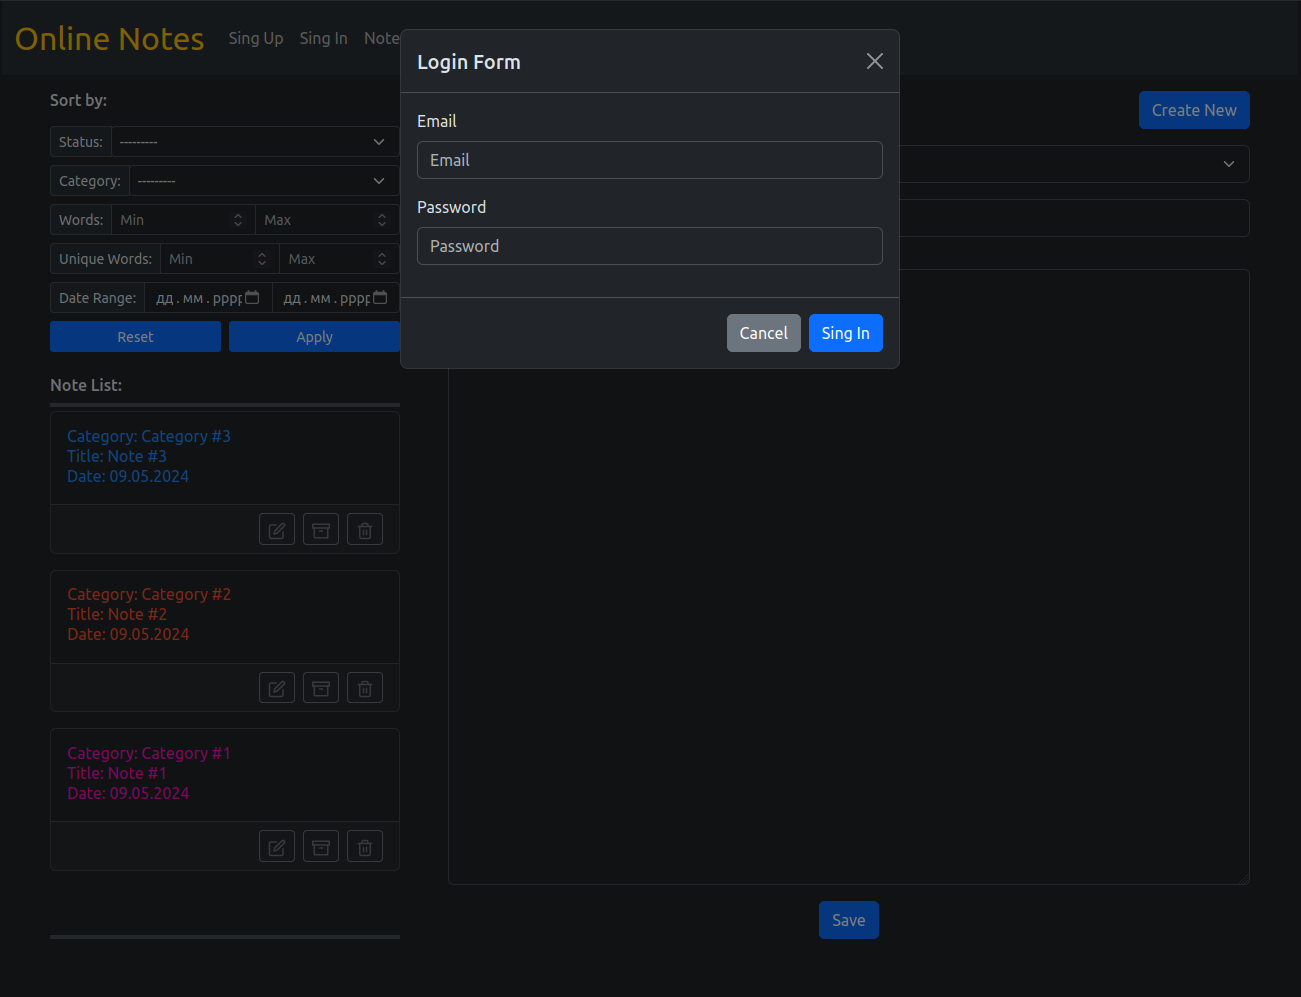 Online Notes Sing Up Sing In Note
Login Form
Email
Email
Password
Password
Cancel Sing In
Sort by:
Status: ---------
Category: ---------
Words: Min Max
Unique Words: Min Max
Date Range: дд.мм.рррр дд.мм.рррр
Reset Apply
Note List:
Category: Category #3
Title: Note #3
Date: 09.05.2024
Category: Category #2
Title: Note #2
Date: 09.05.2024
Category: Category #1
Title: Note #1
Date: 09.05.2024
Create New
Save